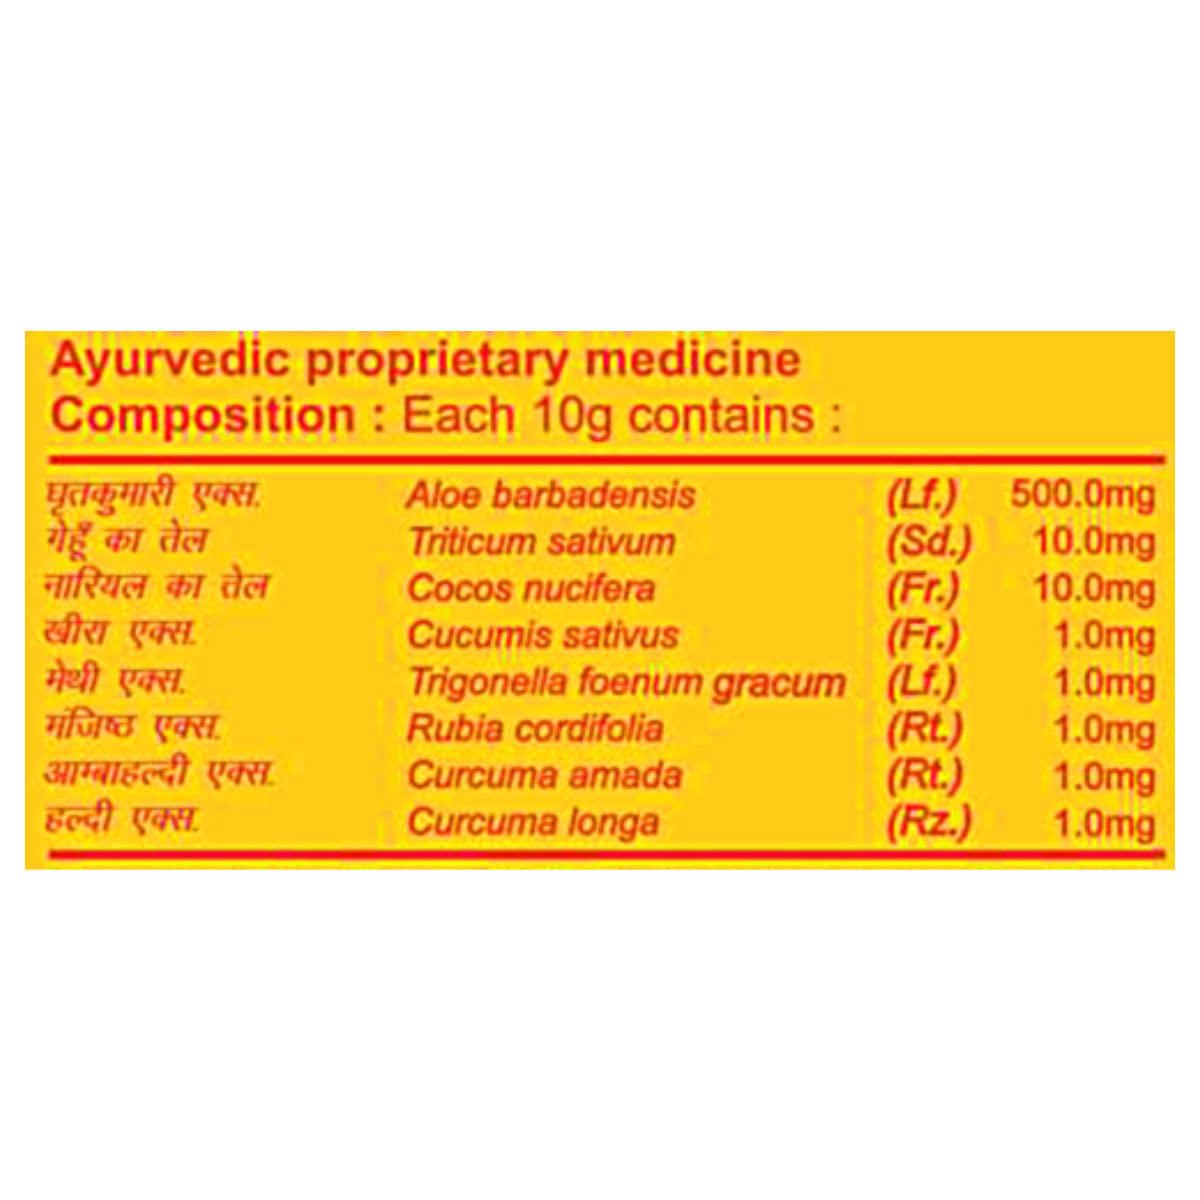 Ayurvedic proprietary medicine
Composition : Each 10g contains :
घृतकुमारी एक्स. Aloe barbadensis (Lf.) 500.0mg
गेहूँ का तेल Triticum sativum (Sd.) 10.0mg
नारियल का तेल Cocos nucifera (Fr.) 10.0mg
खीरा एक्स. Cucumis sativus (Fr.) 1.0mg
मेथी एक्स. Trigonella foenum gracum (Lf.) 1.0mg
मंजिष्ठ एक्स. Rubia cordifolia (Rt.) 1.0mg
आम्बाहल्दी एक्स. Curcuma amada (Rt.) 1.0mg
हल्दी एक्स. Curcuma longa (Rz.) 1.0mg